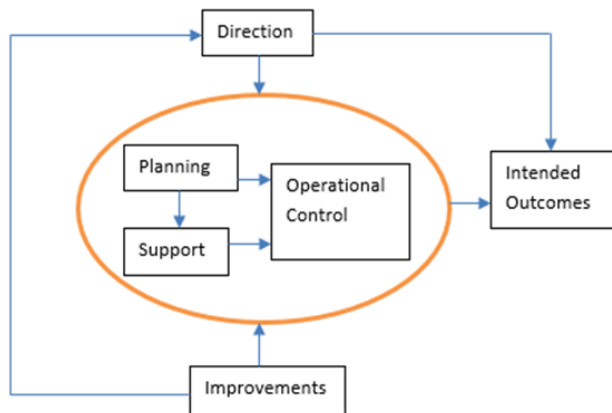 Direction
Planning
Operational
Control
Support
Intended
Outcomes
Improvements